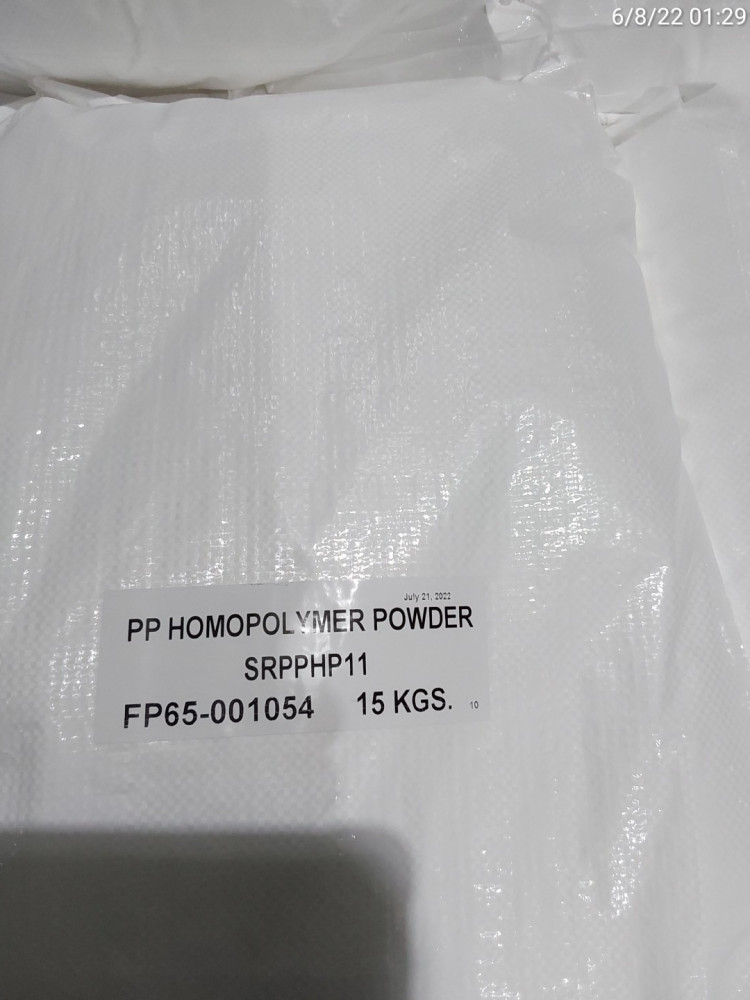 6/8/22 01:29
July 21, 2022
PP HOMOPOLYMER POWDER
SRPPHP11
FP65-001054 15 KGS. 10